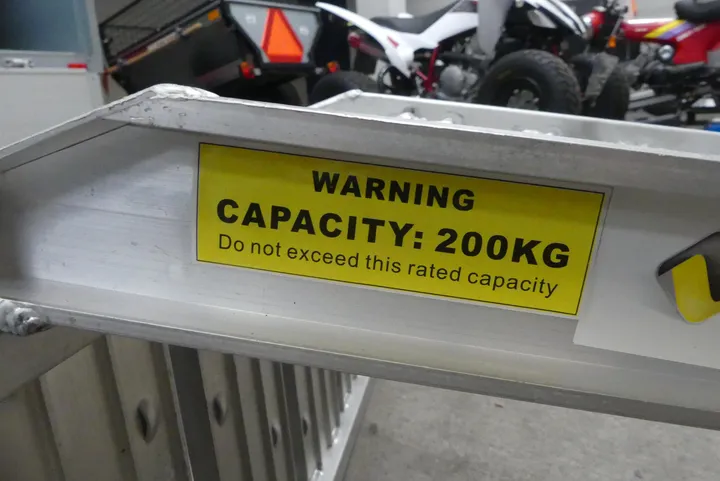 WARNING
CAPACITY: 200KG
Do not exceed this rated capacity